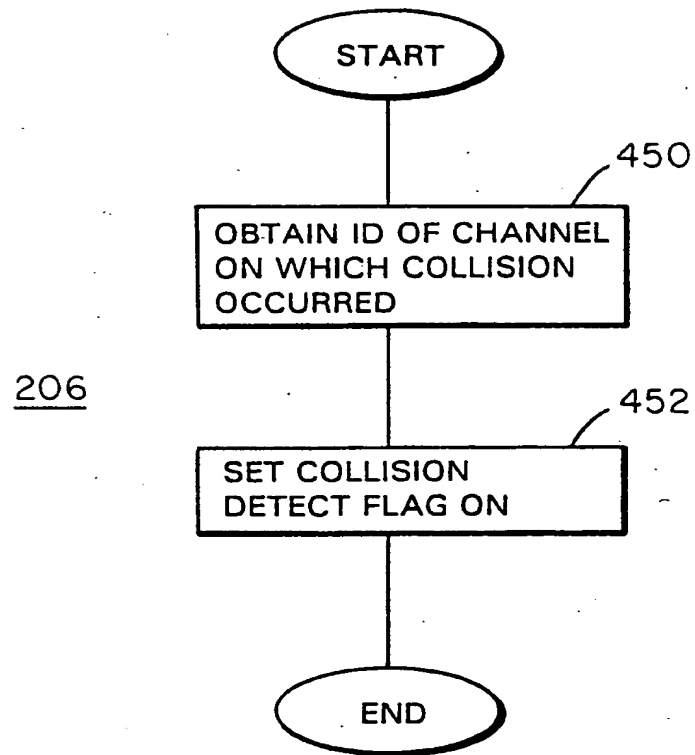 START
450
OBTAIN ID OF CHANNEL
ON WHICH COLLISION
OCCURRED
206
452
SET COLLISION
DETECT FLAG ON
END